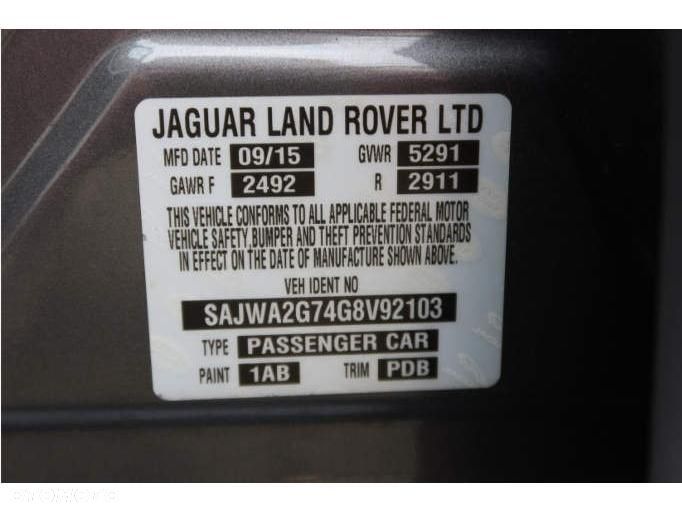 JAGUAR LAND ROVER LTD
MFD DATE 09/15 GVWR 5291
GAWR F 2492 R 2911
THIS VEHICLE CONFORMS TO ALL APPLICABLE FEDERAL MOTOR
VEHICLE SAFETY,BUMPER AND THEFT PREVENTION STANDARDS
IN EFFECT ON THE DATE OF MANUFACTURE SHOWN ABOVE.
VEH IDENT NO
SAJWA2G74G8V92103
TYPE PASSENGER CAR
PAINT 1AB TRIM PDB